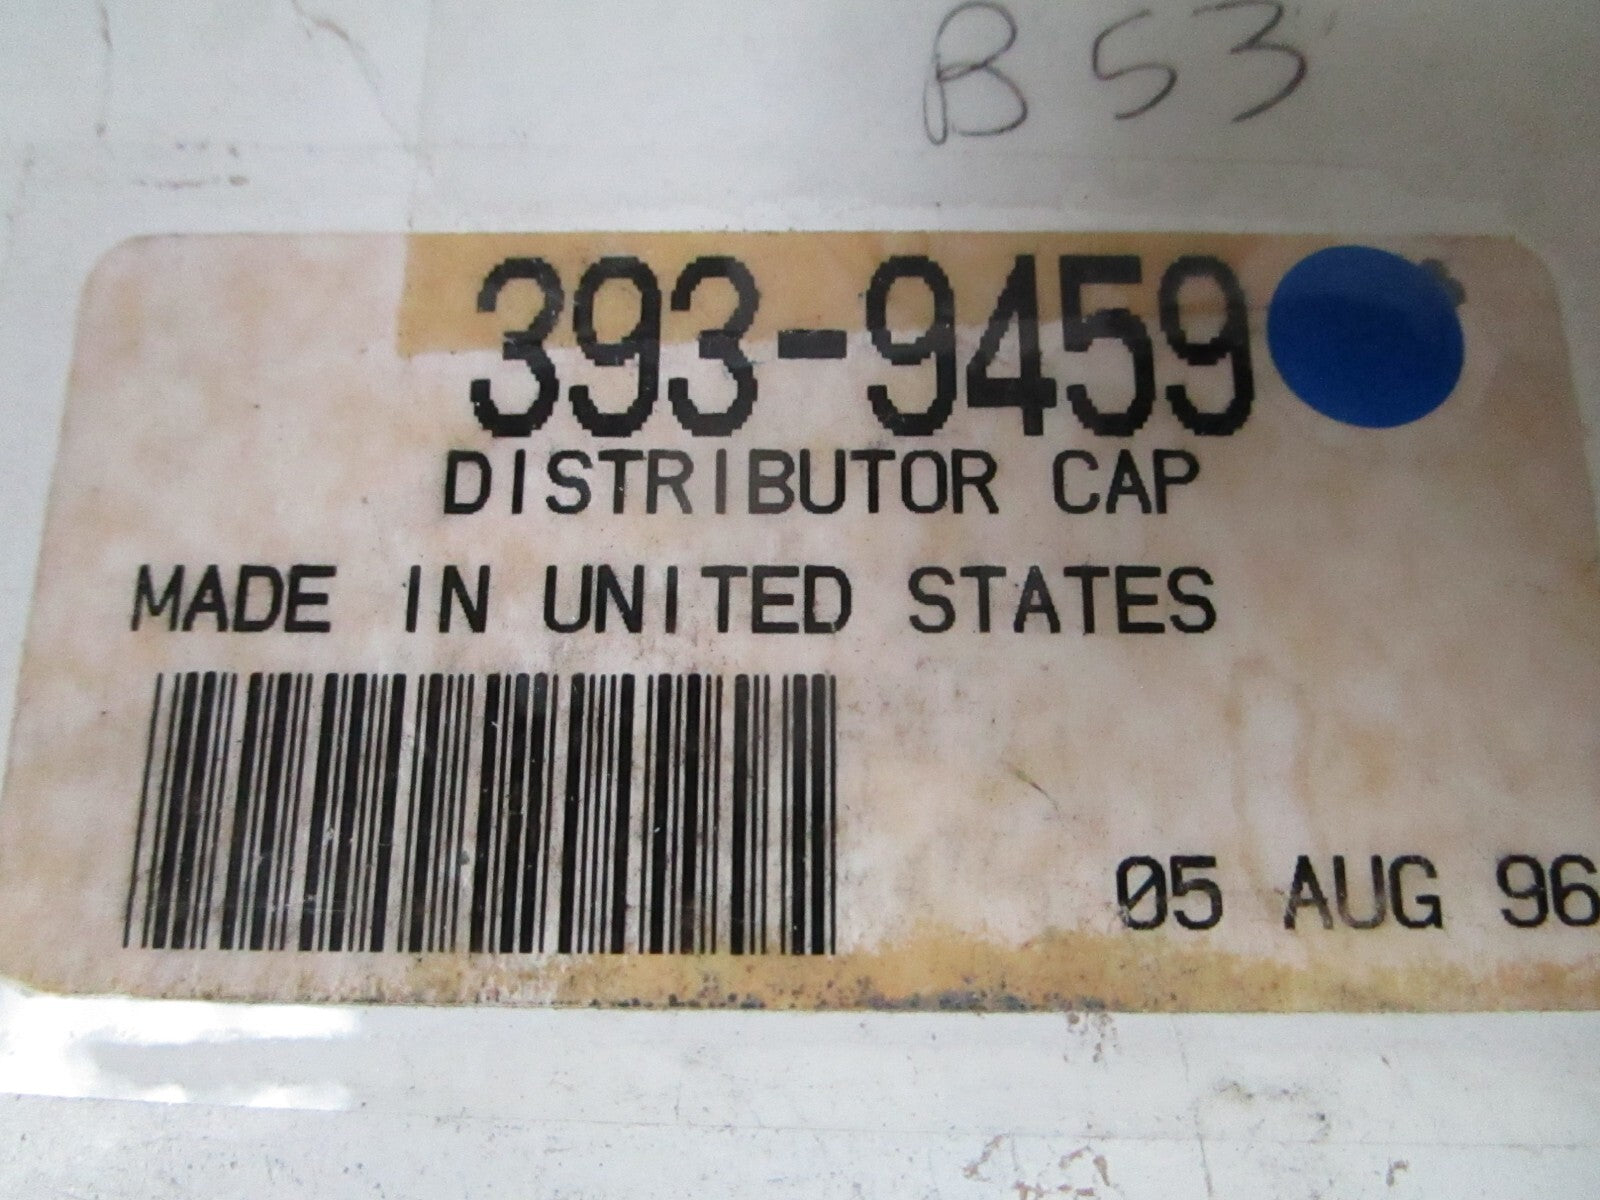 B53
393-9459
DISTRIBUTOR CAP
MADE IN UNITED STATES
05 AUG 96